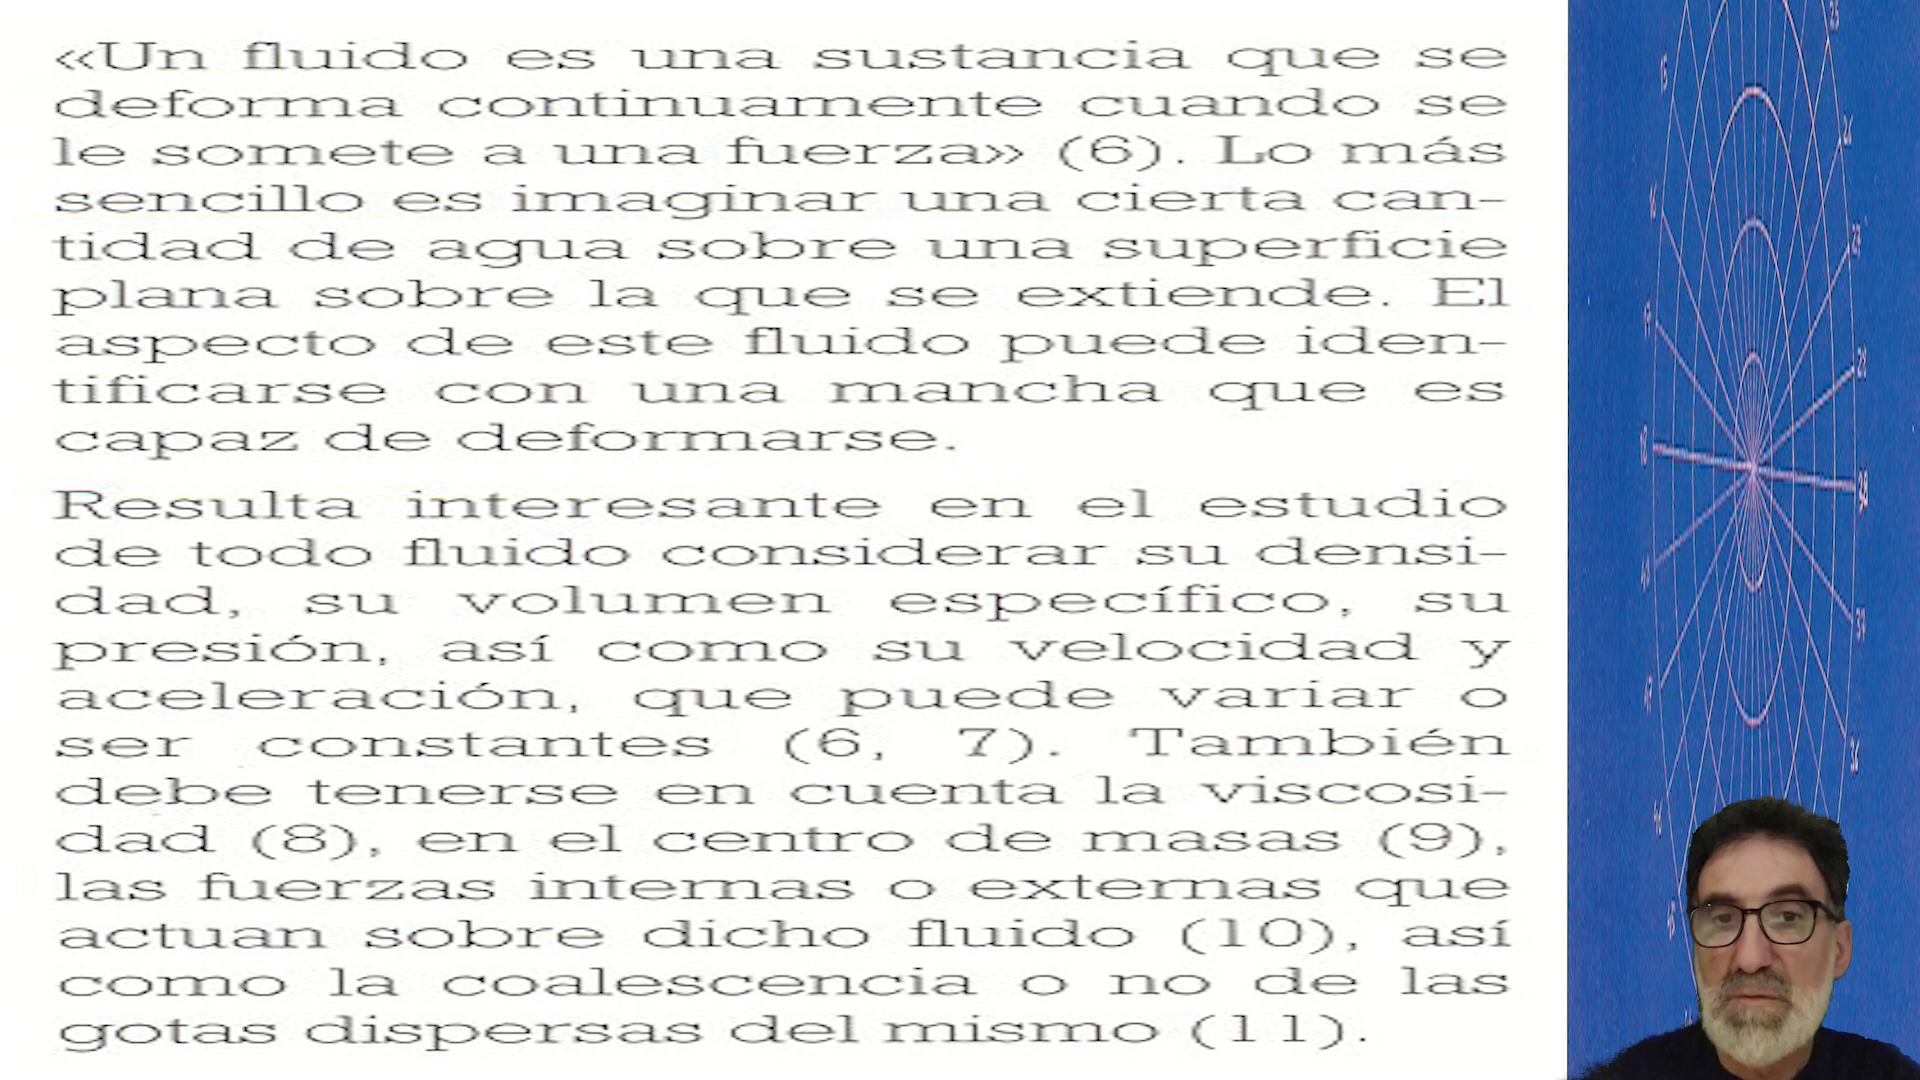 «Un fluido es una sustancia que se
deforma continuamente cuando se
le somete a una fuerza» (6). Lo más
sencillo es imaginar una cierta can-
tidad de agua sobre una superficie
plana sobre la que se extiende. El
aspecto de este fluido puede iden-
tificarse con una mancha que es
capaz de deformarse.
Resulta interesante en el estudio
de todo fluido considerar su densi-
dad, su volumen específico, su
presión, así como su velocidad y
aceleración, que puede variar o
ser constantes (6, 7). También
debe tenerse en cuenta la viscosi-
dad (8), en el centro de masas (9),
las fuerzas internas o externas que
actuan sobre dicho fluido (10), así
como la coalescencia o no de las
gotas dispersas del mismo (11).